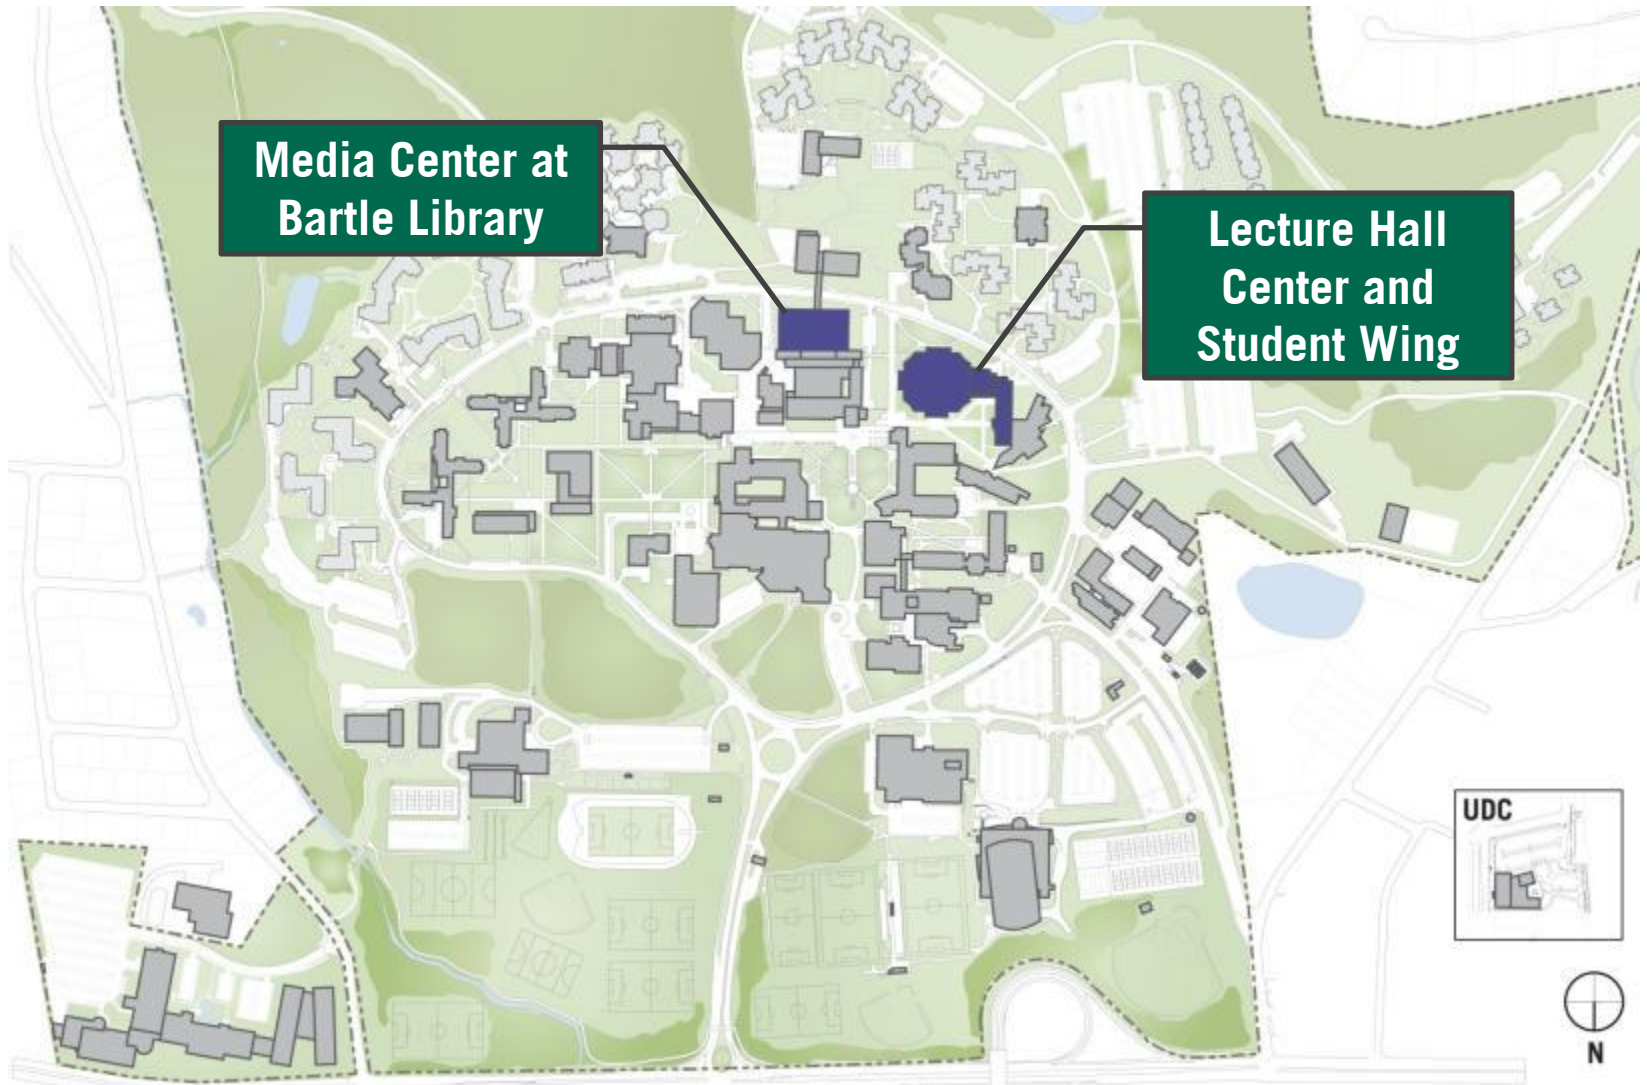 Media Center at
Bartle Library
Lecture Hall
Center and
Student Wing
UDC
N